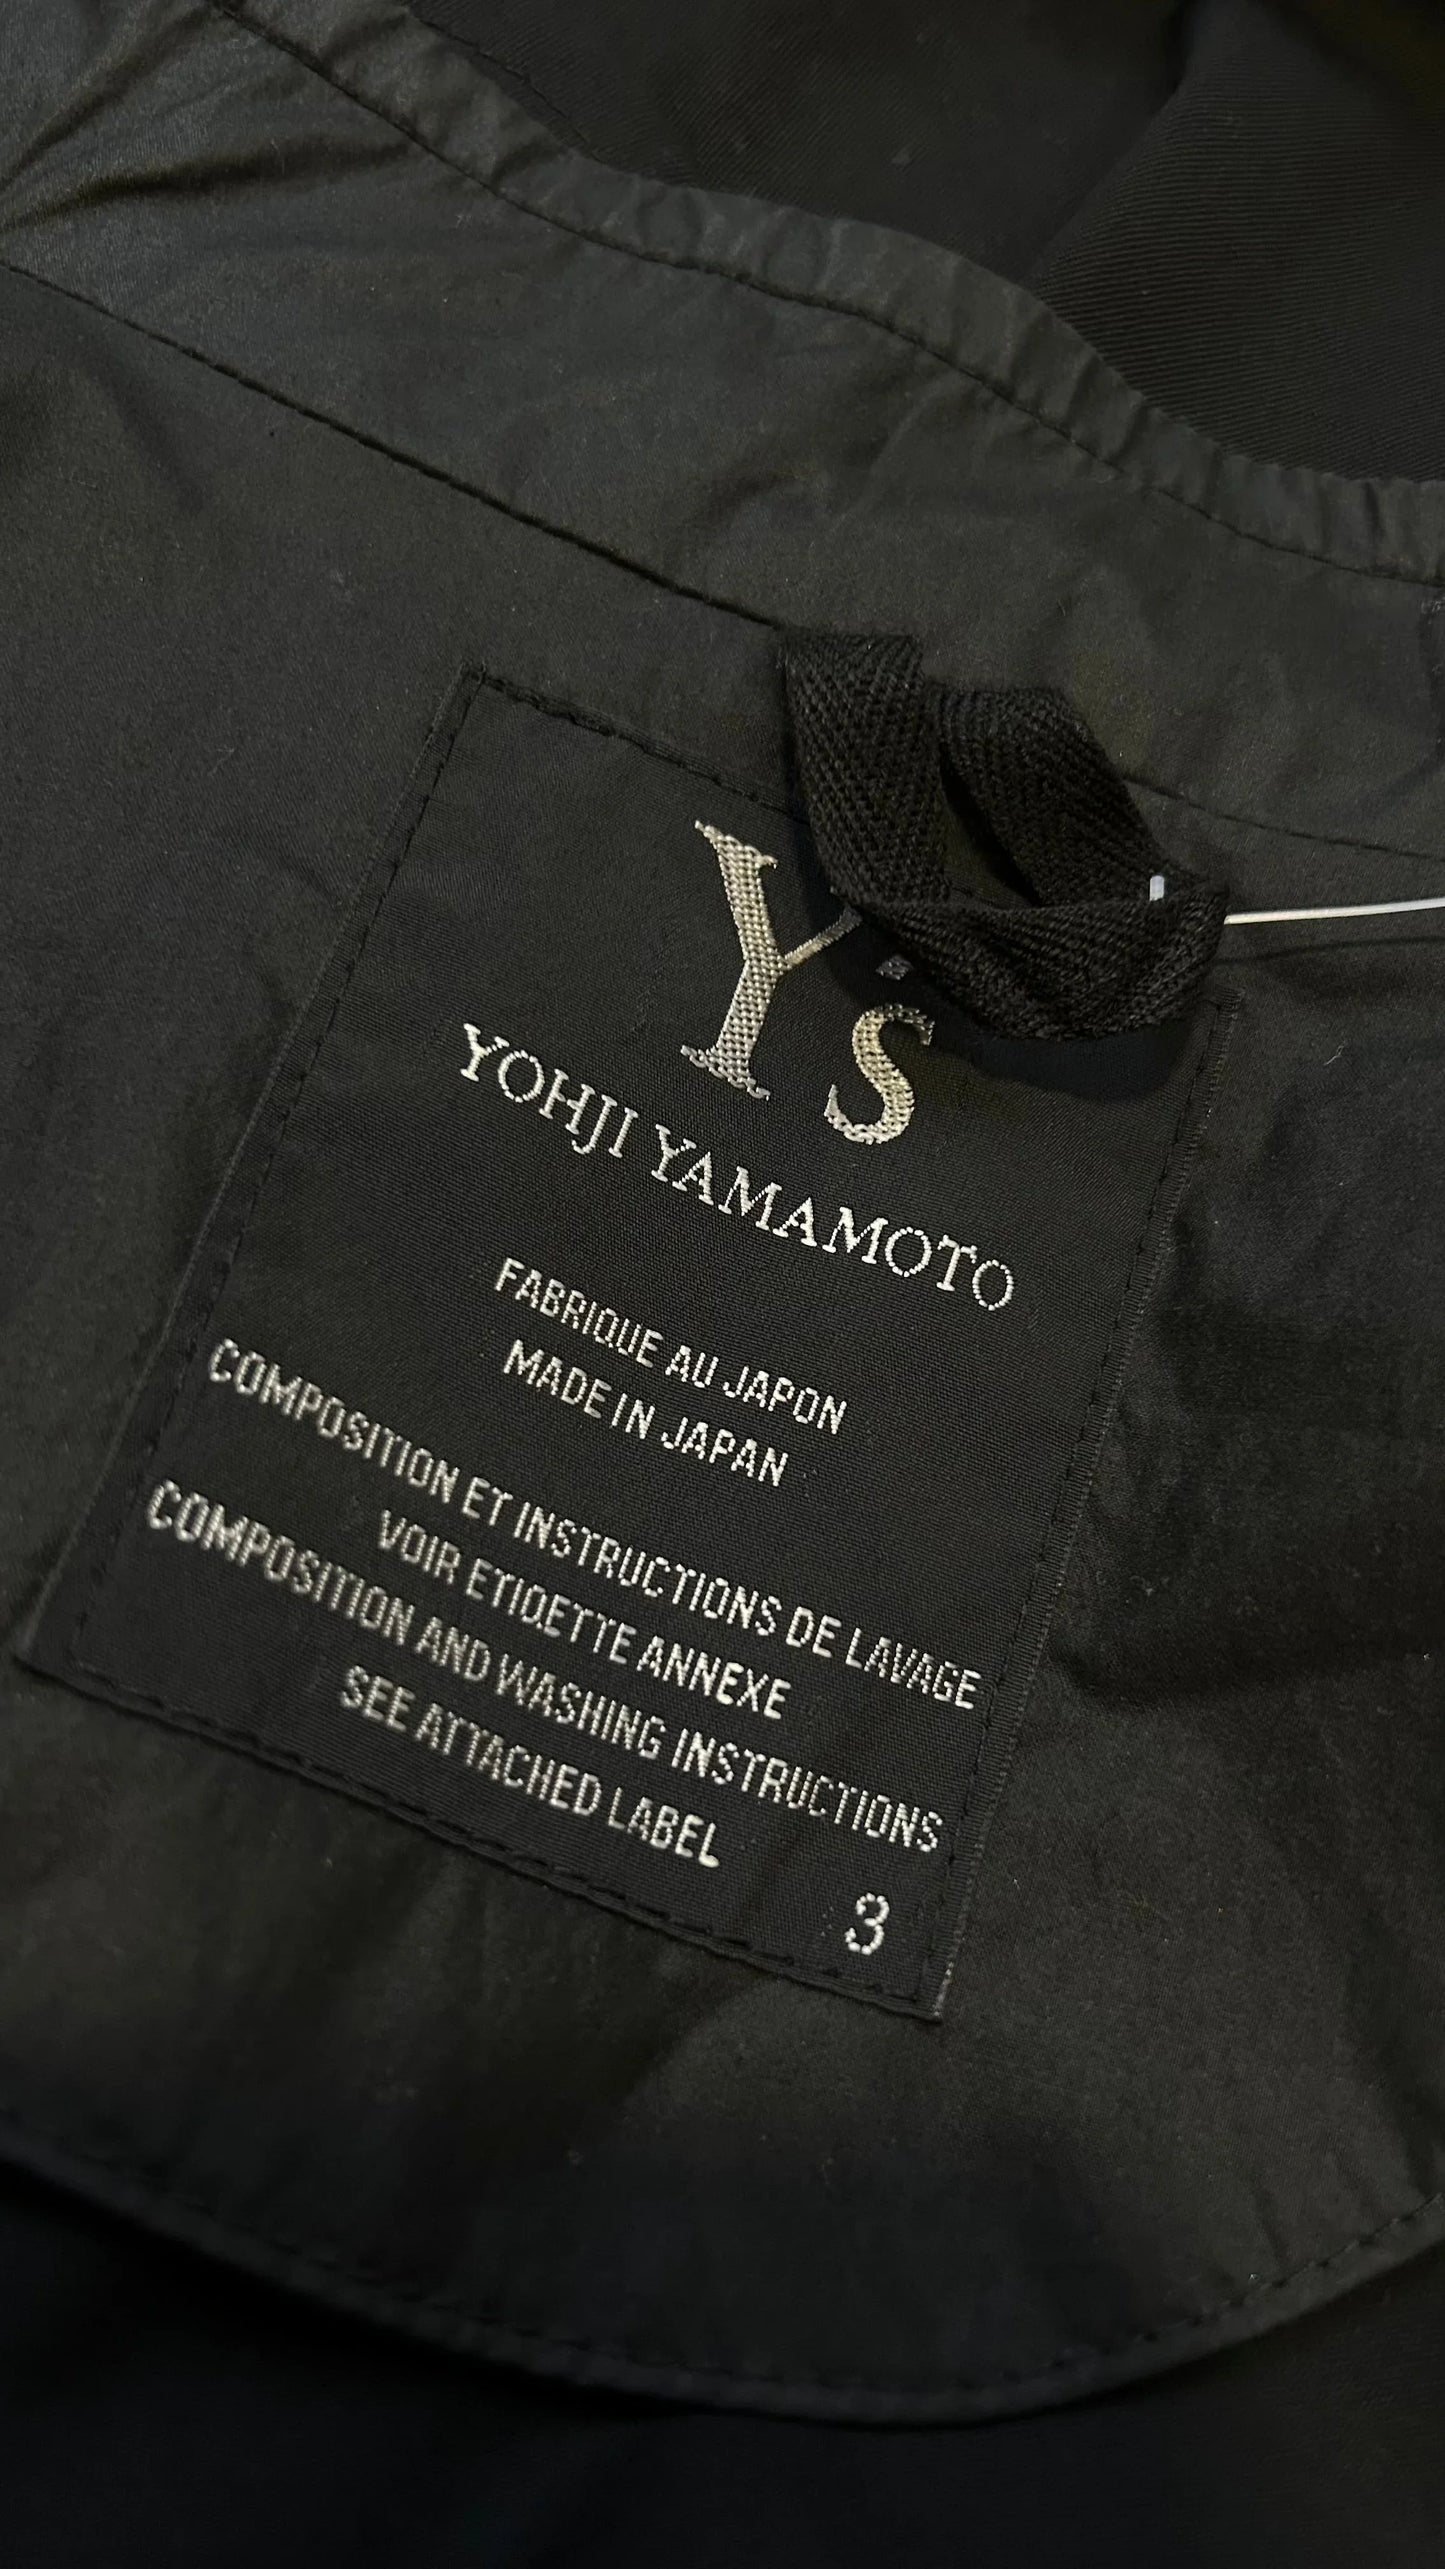 Y's
YOHJI YAMAMOTO
FABRIQUE AU JAPON
MADE IN JAPAN
COMPOSITION ET INSTRUCTIONS DE LAVAGE
VOIR ETIQETTE ANNEXE
COMPOSITION AND WASHING INSTRUCTIONS
SEE ATTACHED LABEL
3